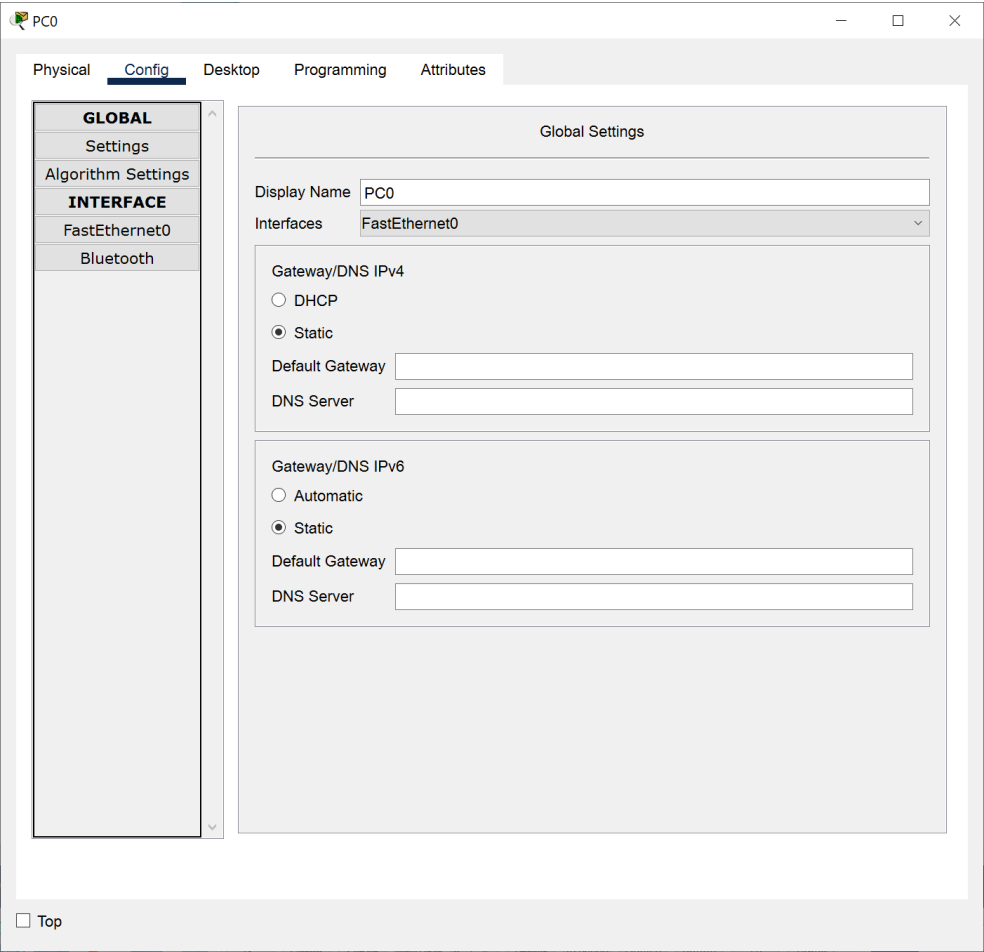 PC0
Physical Config Desktop Programming Attributes
GLOBAL
Settings
Algorithm Settings
INTERFACE
FastEthernet0
Bluetooth
Global Settings
Display Name PC0
Interfaces FastEthernet0
Gateway/DNS IPv4
DHCP
Static
Default Gateway
DNS Server
Gateway/DNS IPv6
Automatic
Static
Default Gateway
DNS Server
Top